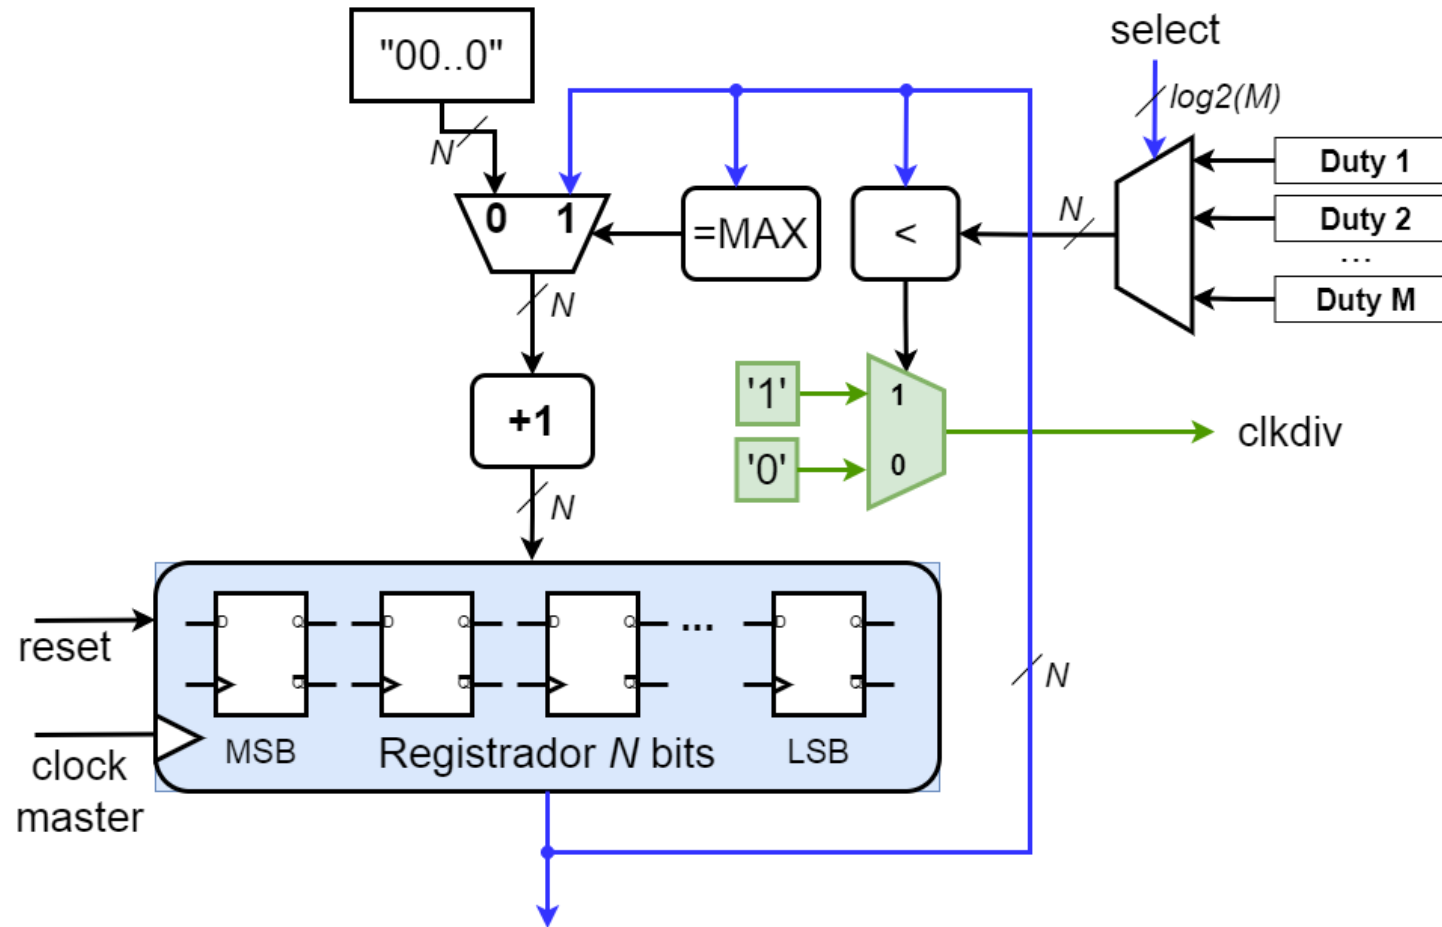 "00..0"
select
log2(M)
N
Duty 1
0 1
=MAX
<
N
Duty 2
...
Duty M
N
'1'
1
+1
'0'
0
clkdiv
N
reset
D Q D Q D Q ... D Q
Q Q Q Q
N
clock
master
MSB
Registrador N bits
LSB